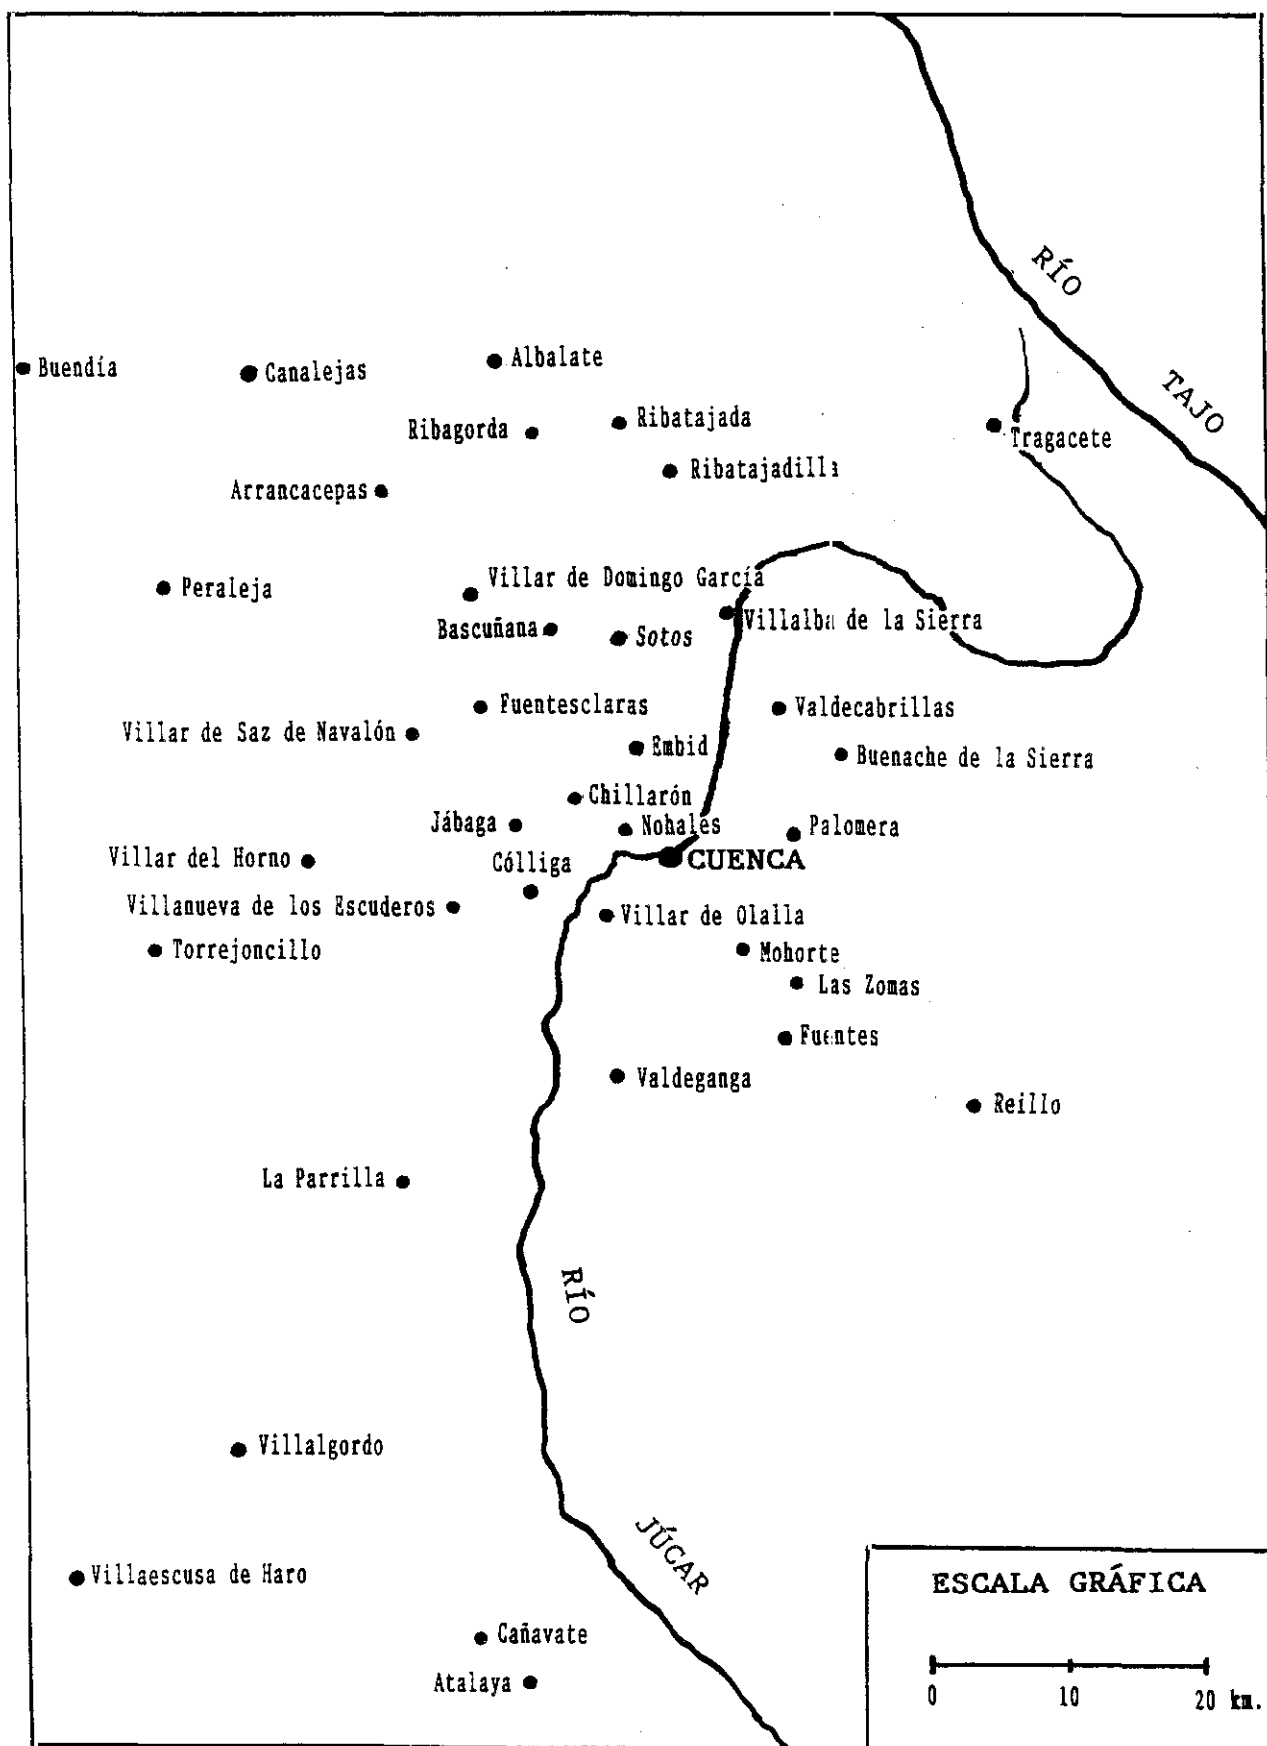 RÍO
TAJO
Buendía
Canalejas
Albalate
Ribagorda
Ribatajada
Tragacete
Ribatajadilla
Arrancacepas
Peraleja
Villar de Domingo García
Bascuñana
Sotos
Villalba de la Sierra
Fuentesclaras
Valdecabrillas
Villar de Saz de Navalón
Embid
Buenache de la Sierra
Chillarón
Jábaga
Nohales
Palomera
Villar del Horno
Cólliga
CUENCA
Villanueva de los Escuderos
Villar de Olalla
Torrejoncillo
Mohorte
Las Zomas
Fuentes
Valdeganga
Reillo
La Parrilla
RÍO
Villalgordo
JÚCAR
Villaescusa de Haro
ESCALA GRÁFICA
Cañavate
Atalaya
0 10 20 km.